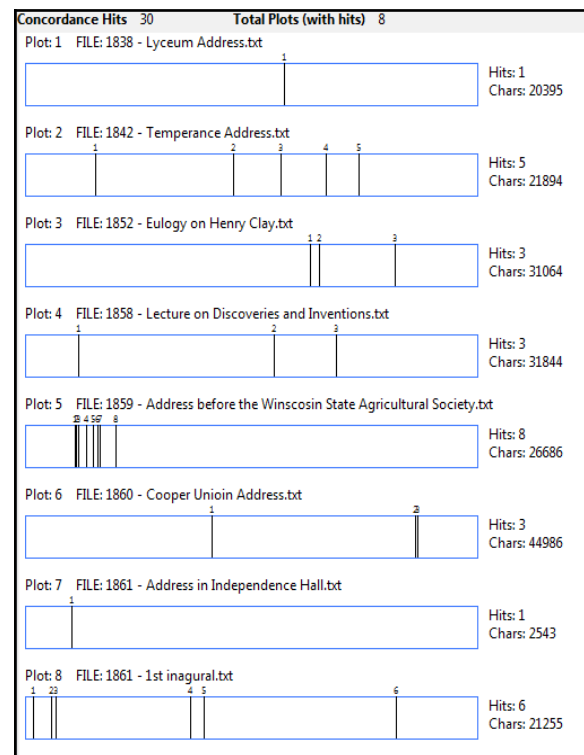 Concordance Hits 30 Total Plots (with hits) 8
Plot: 1 FILE: 1838 - Lyceum Address.txt
1
Hits: 1
Chars: 20395
Plot: 2 FILE: 1842 - Temperance Address.txt
1 2 3 4 5
Hits: 5
Chars: 21894
Plot: 3 FILE: 1852 - Eulogy on Henry Clay.txt
1 2 3
Hits: 3
Chars: 31064
Plot: 4 FILE: 1858 - Lecture on Discoveries and Inventions.txt
1 2 3
Hits: 3
Chars: 31844
Plot: 5 FILE: 1859 - Address before the Winscosin State Agricultural Society.txt
4 5 8
Hits: 8
Chars: 26686
Plot: 6 FILE: 1860 - Cooper Unioin Address.txt
1 23
Hits: 3
Chars: 44986
Plot: 7 FILE: 1861 - Address in Independence Hall.txt
1
Hits: 1
Chars: 2543
Plot: 8 FILE: 1861 - 1st inagural.txt
1 23 4 5 6
Hits: 6
Chars: 21255